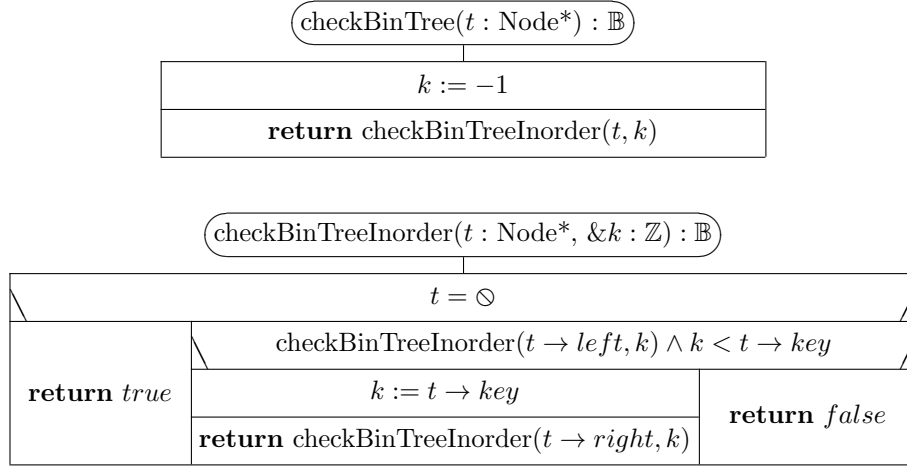 checkBinTree(t : Node*) : 𝔹
k := −1
return checkBinTreeInorder(t, k)
checkBinTreeInorder(t : Node*, &k : ℤ) : 𝔹
t = ⦸
checkBinTreeInorder(t → left, k) ∧ k < t → key
return true
k := t → key
return false
return checkBinTreeInorder(t → right, k)